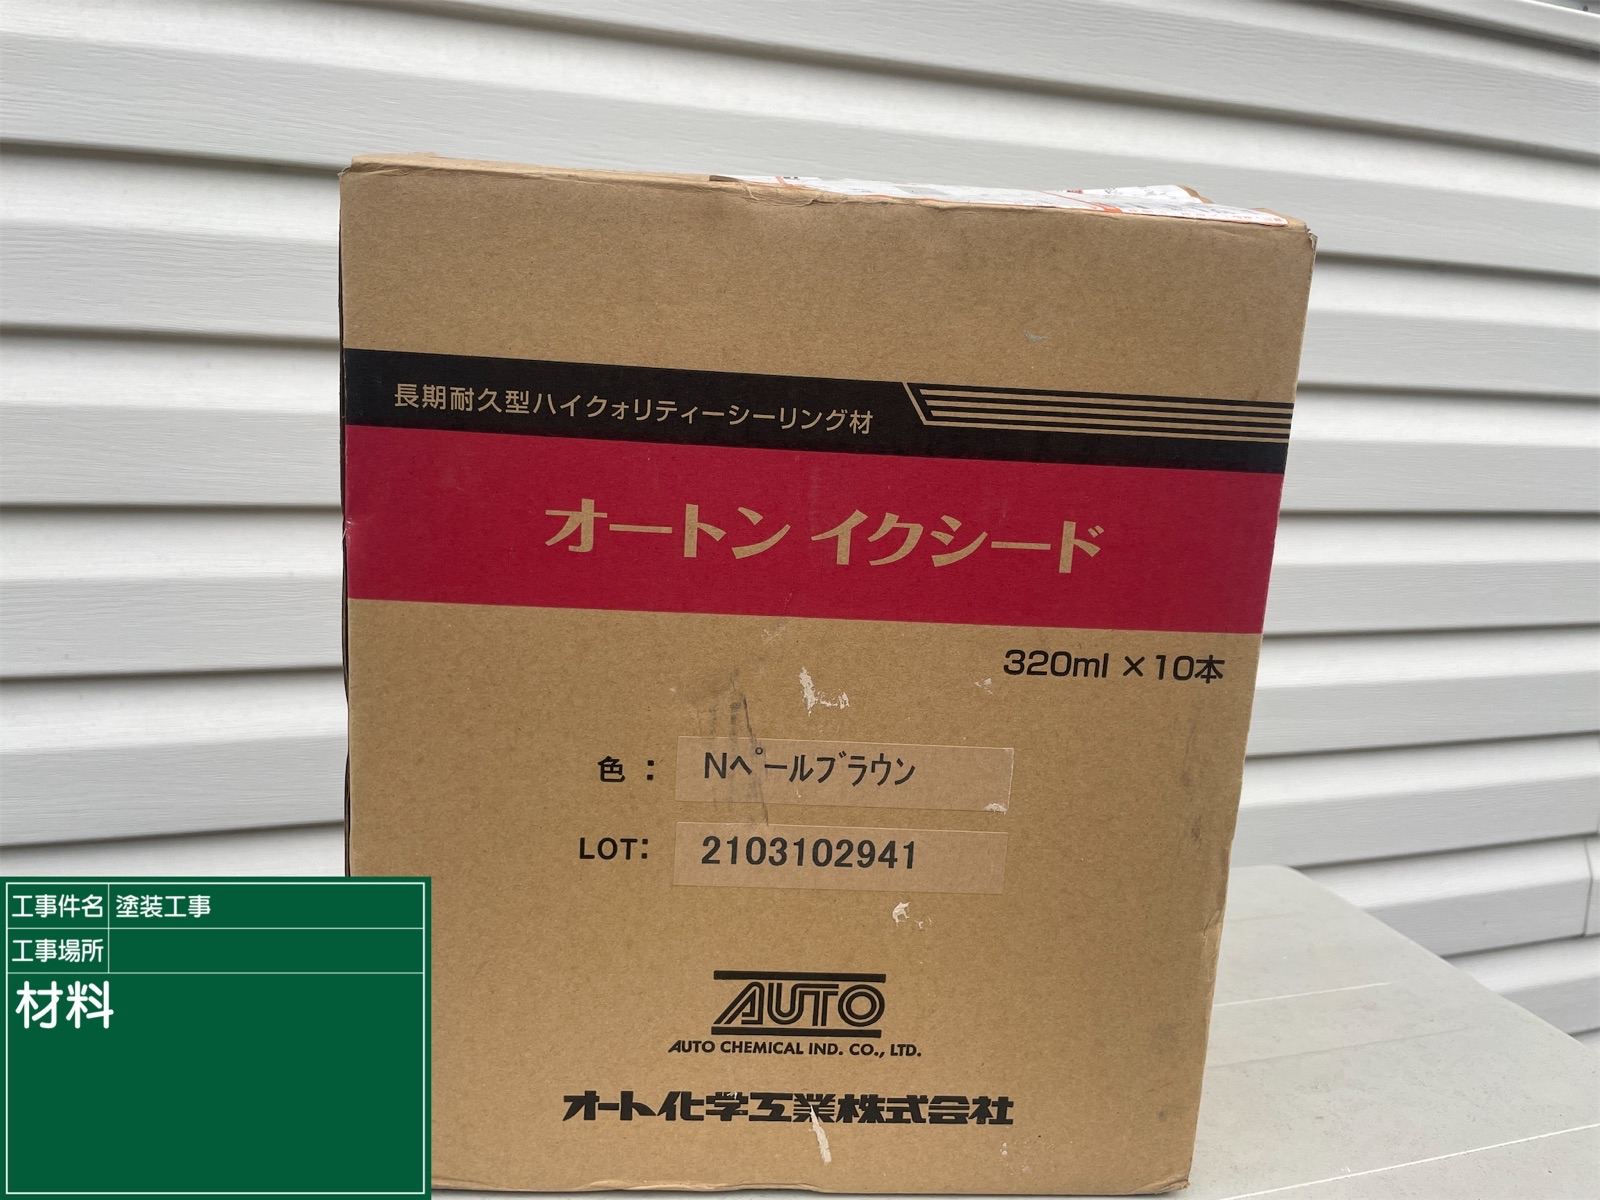 長期耐久型ハイクォリティーシーリング材
オートン イクシード
320ml ×10本
色： Nﾍﾟｰﾙﾌﾞﾗｳﾝ
LOT: 2103102941
AUTO
AUTO CHEMICAL IND. CO., LTD.
オート化学工業株式会社
工事件名 塗装工事
工事場所
材料